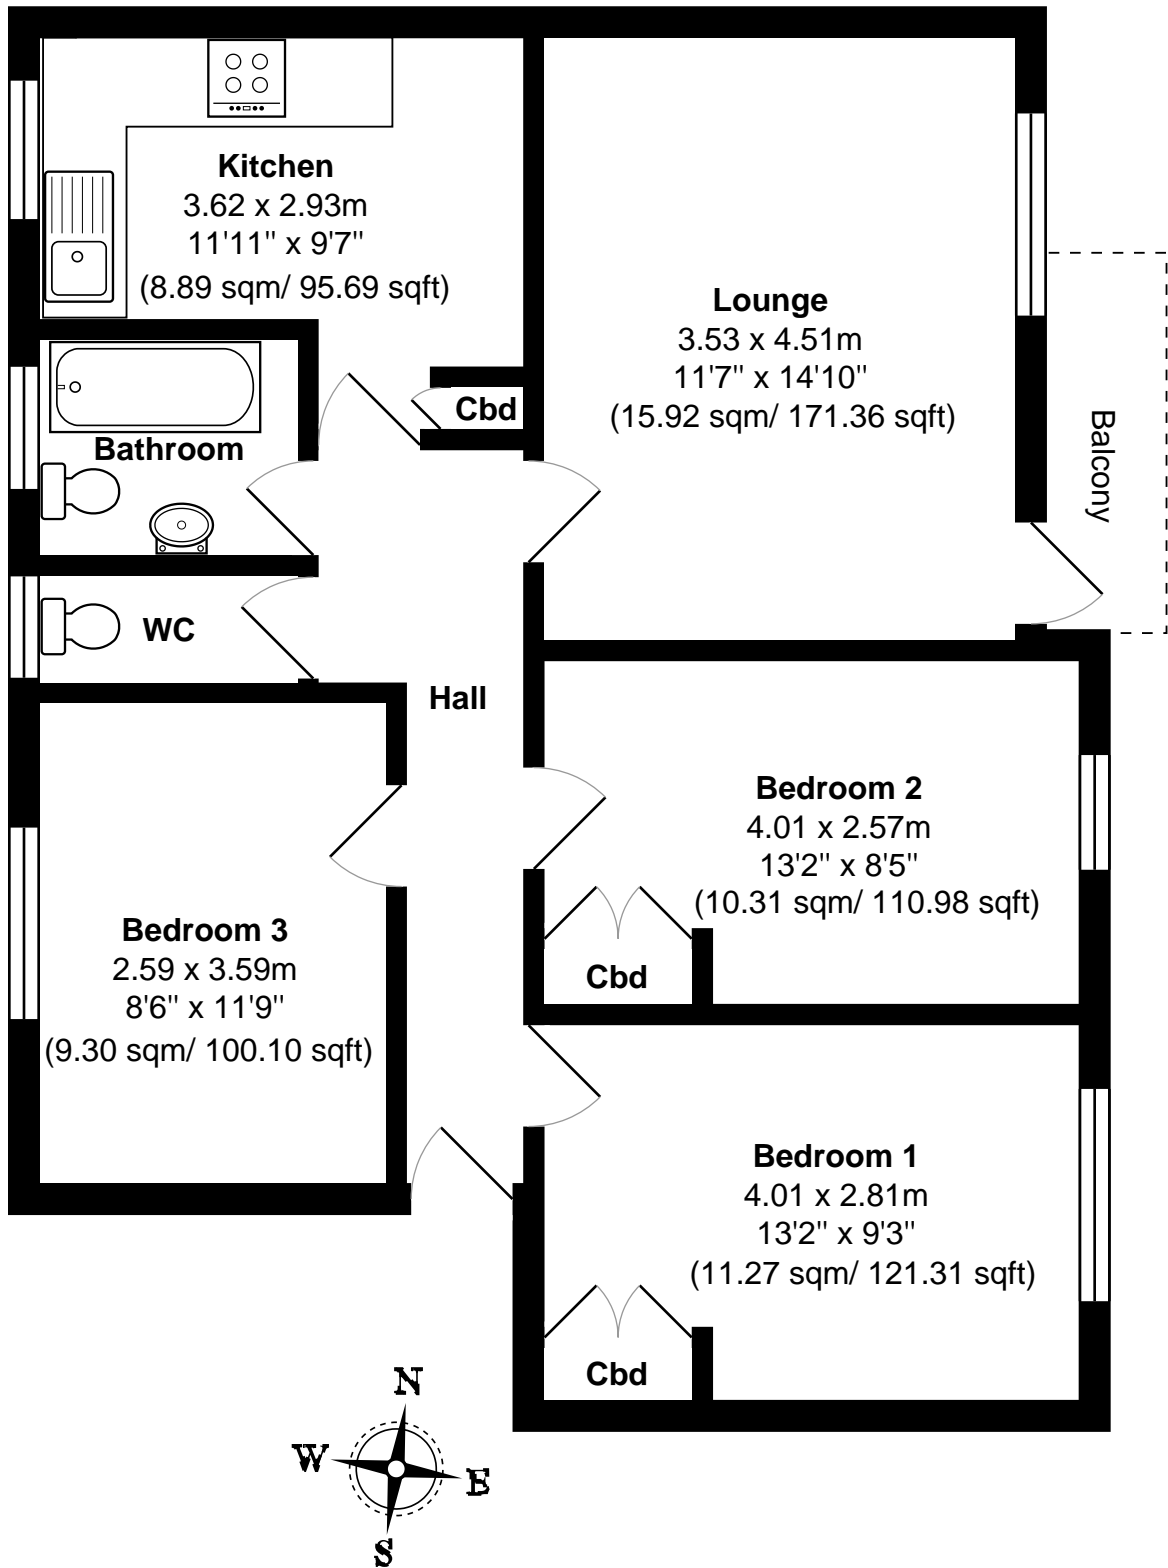 Kitchen
3.62 x 2.93m
11'11" x 9'7"
(8.89 sqm/ 95.69 sqft)
Lounge
3.53 x 4.51m
11'7" x 14'10"
(15.92 sqm/ 171.36 sqft)
Cbd
Balcony
Bathroom
WC
Hall
Bedroom 2
4.01 x 2.57m
13'2" x 8'5"
(10.31 sqm/ 110.98 sqft)
Cbd
Bedroom 3
2.59 x 3.59m
8'6" x 11'9"
(9.30 sqm/ 100.10 sqft)
Bedroom 1
4.01 x 2.81m
13'2" x 9'3"
(11.27 sqm/ 121.31 sqft)
Cbd
N
W
E
S